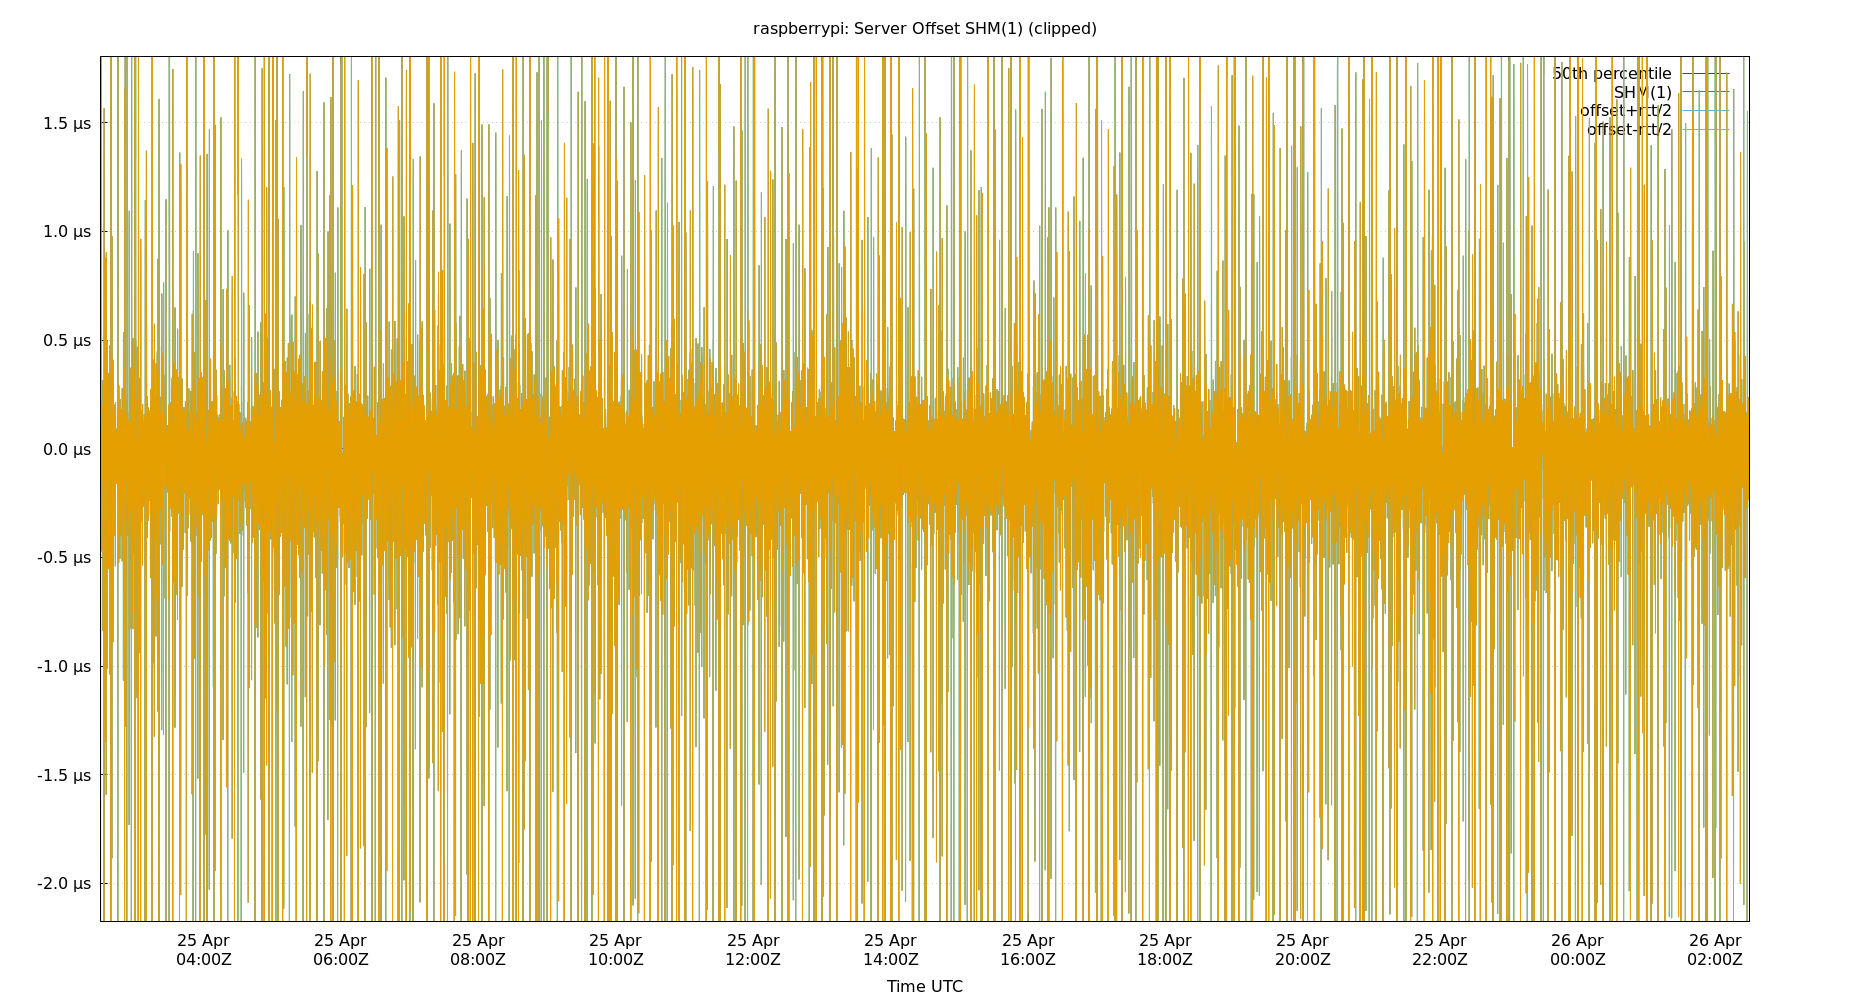 raspberrypi: Server Offset SHM(1) (clipped)
50th percentile
SHM(1)
offset+rtt/2
offset-rtt/2
1.5 µs
1.0 µs
0.5 µs
0.0 µs
-0.5 µs
-1.0 µs
-1.5 µs
-2.0 µs
25 Apr 25 Apr 25 Apr 25 Apr 25 Apr 25 Apr 25 Apr 25 Apr 25 Apr 25 Apr 26 Apr 26 Apr
04:00Z 06:00Z 08:00Z 10:00Z 12:00Z 14:00Z 16:00Z 18:00Z 20:00Z 22:00Z 00:00Z 02:00Z
Time UTC